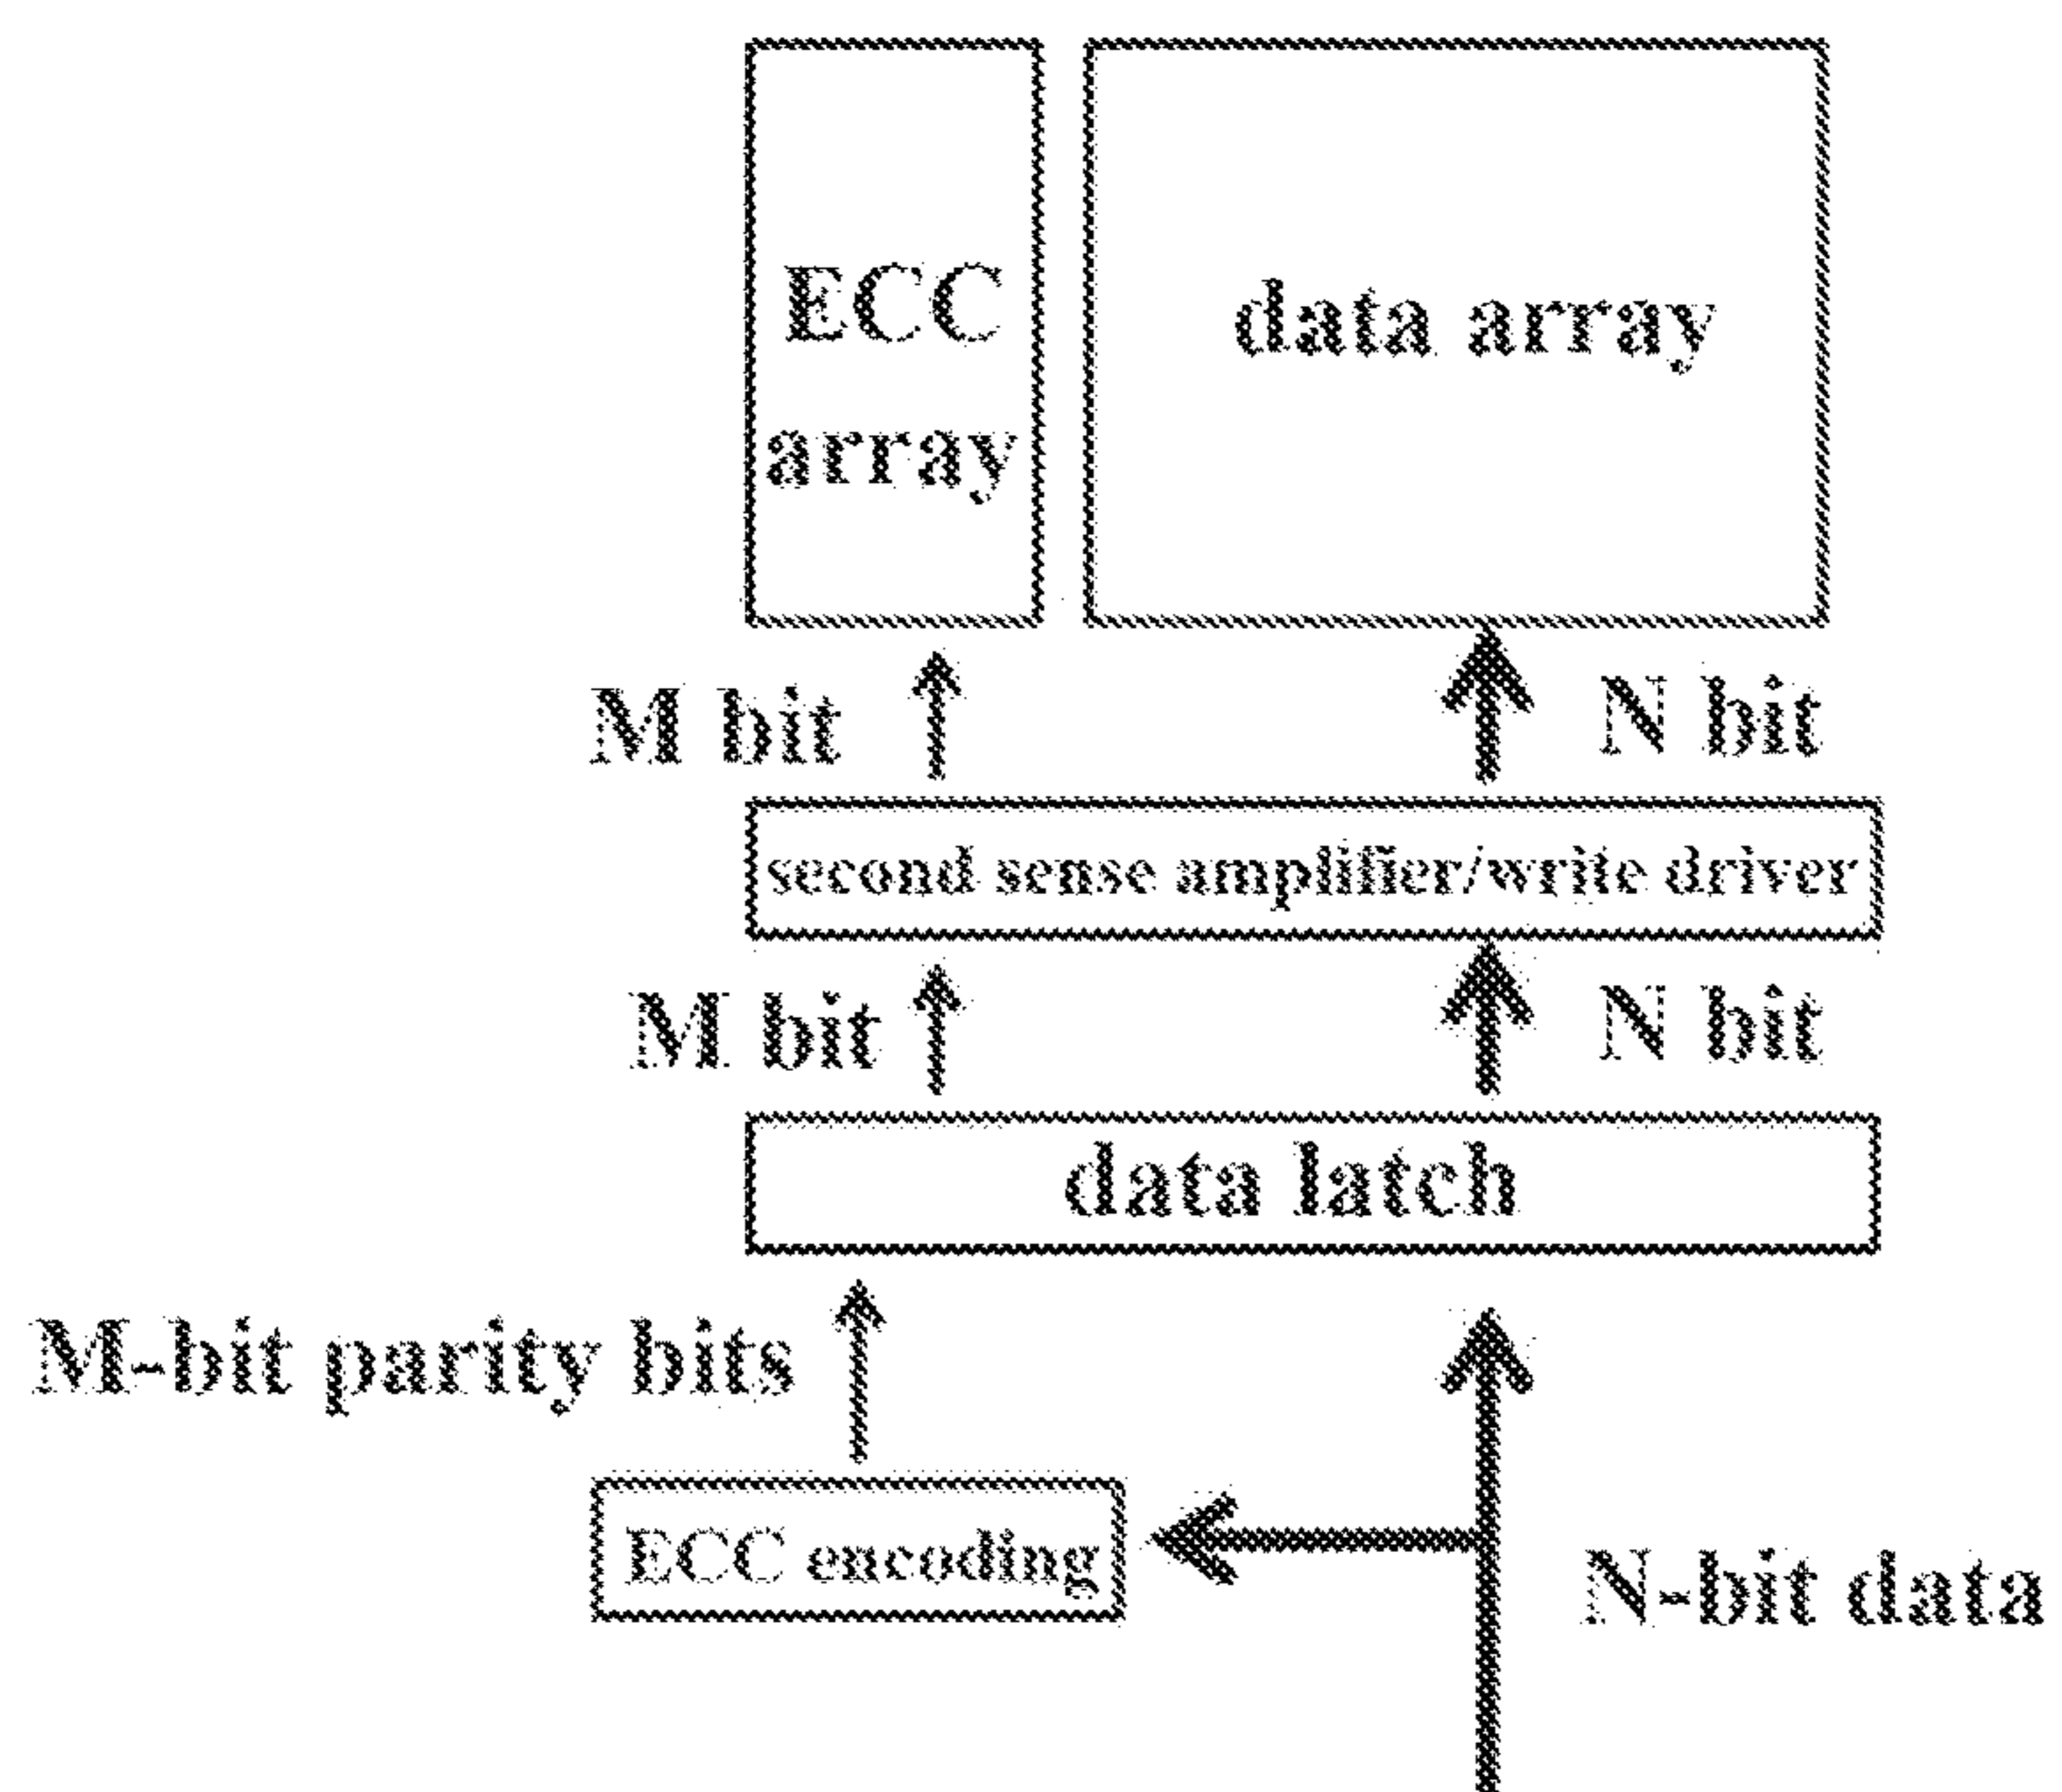 ECC
array
data array
M bit
N bit
second sense amplifier/write driver
M bit
N bit
data latch
M-bit parity bits
ECC encoding
N-bit data